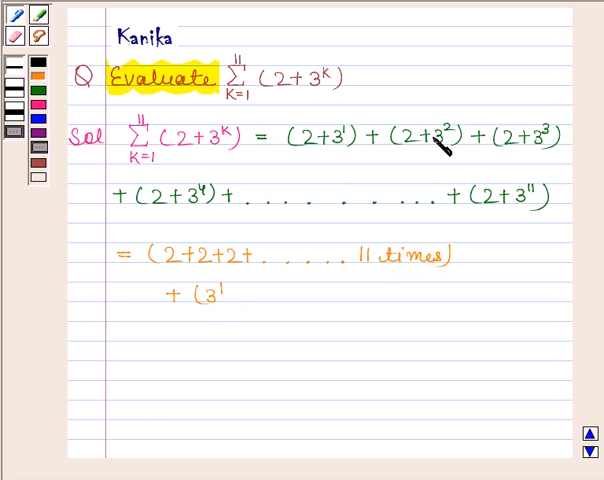 Kanika
Q Evaluate ∑_{K=1}^{11} (2+3^K)
Sol ∑_{K=1}^{11} (2+3^K) = (2+3^1) + (2+3^2) + (2+3^3)
+ (2+3^4) + . . . . . . . . . + (2+3^11)
= (2+2+2+ . . . . . . 11 times)
+ (3^1